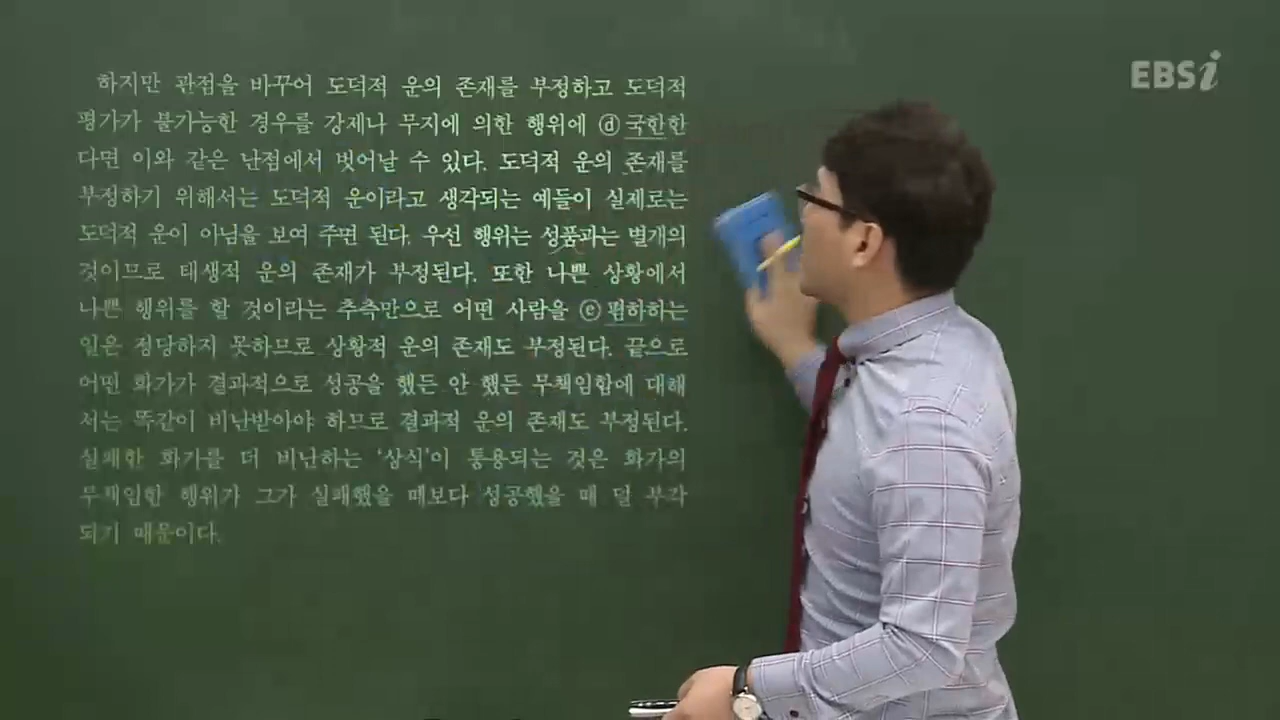 EBSi
하지만 관점을 바꾸어 도덕적 운의 존재를 부정하고 도덕적
평가가 불가능한 경우를 강제나 무지에 의한 행위에 ⓓ 국한한
다면 이와 같은 난점에서 벗어날 수 있다. 도덕적 운의 존재를
부정하기 위해서는 도덕적 운이라고 생각되는 예들이 실제로는
도덕적 운이 아님을 보여 주면 된다. 우선 행위는 성품과는 별개의
것이므로 태생적 운의 존재가 부정된다. 또한 나쁜 상황에서
나쁜 행위를 할 것이라는 추측만으로 어떤 사람을 ⓔ 폄하하는
일은 정당하지 못하므로 상황적 운의 존재도 부정된다. 끝으로
어떤 화가가 결과적으로 성공을 했든 안 했든 무책임함에 대해
서는 똑같이 비난받아야 하므로 결과적 운의 존재도 부정된다.
실패한 화가를 더 비난하는 ‘상식’이 통용되는 것은 화가의
무책임한 행위가 그가 실패했을 때보다 성공했을 때 덜 부각
되기 때문이다.